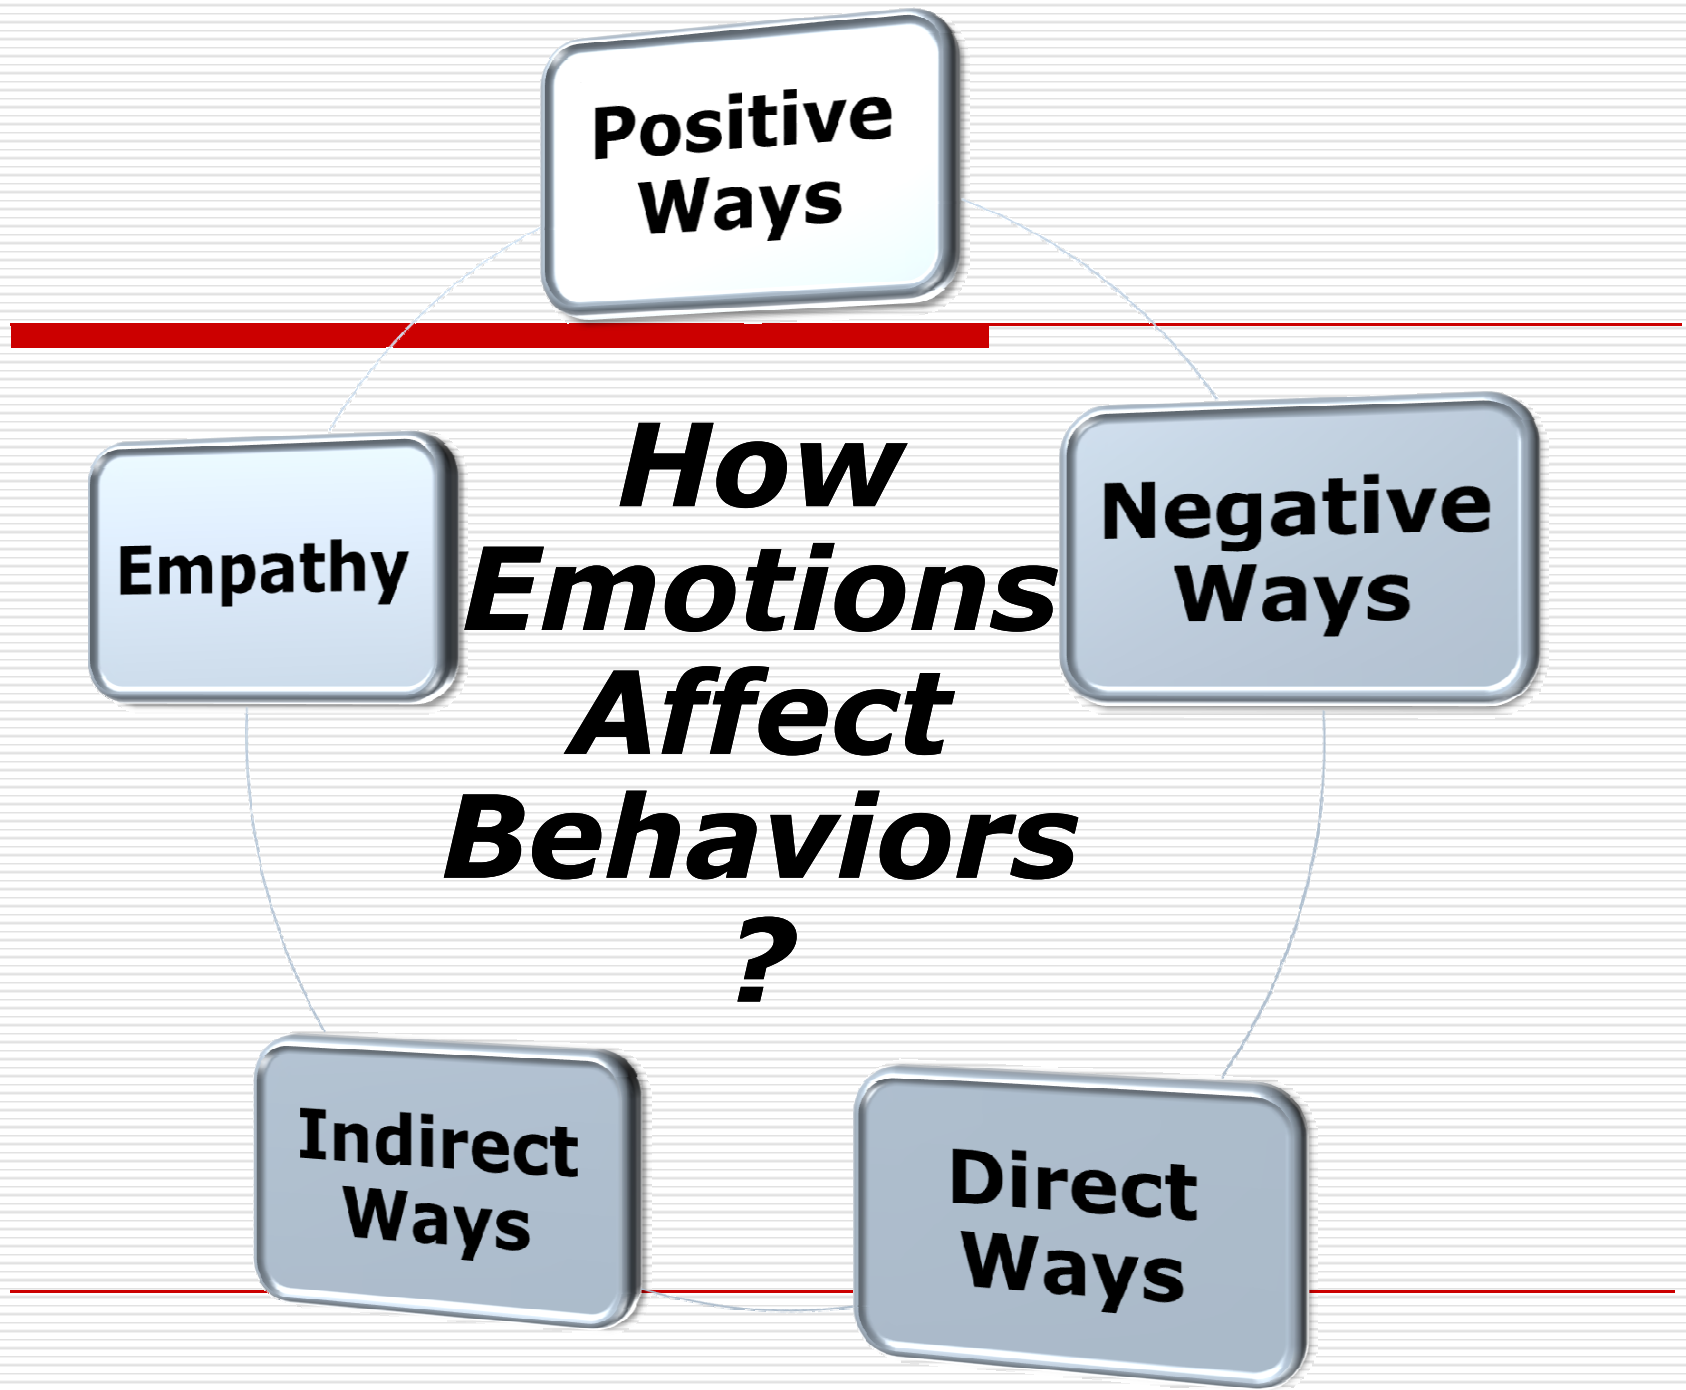 Positive
Ways
Negative
Ways
Direct
Ways
Indirect
Ways
Empathy
How
Emotions
Affect
Behaviors
?